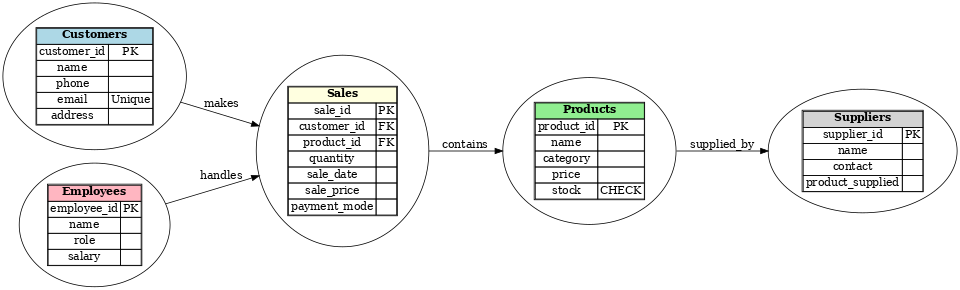 Customers
customer_id PK
name
phone
email Unique
address
makes
Employees
employee_id PK
name
role
salary
handles
Sales
sale_id PK
customer_id FK
product_id FK
quantity
sale_date
sale_price
payment_mode
contains
Products
product_id PK
name
category
price
stock CHECK
supplied_by
Suppliers
supplier_id PK
name
contact
product_supplied